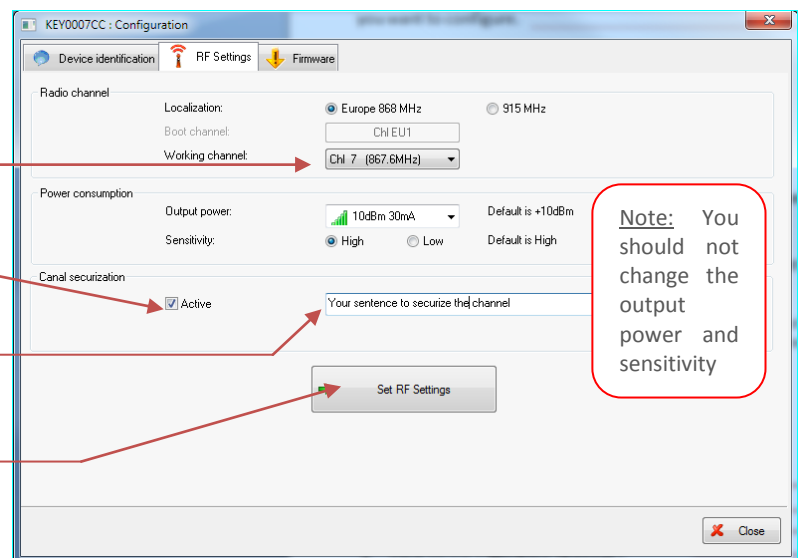 you want to configure.
KEY0007CC : Configuration
Device identification RF Settings Firmware
Radio channel
Localization: Europe 868 MHz 915 MHz
Boot channel: Chl EU1
Working channel: Chl 7 (867.6MHz)
Power consumption
Output power: 10dBm 30mA Default is +10dBm
Sensitivity: High Low Default is High
Canal securization
Active Your sentence to securize the channel
Set RF Settings
Note: You
should not
change the
output
power and
sensitivity
Close